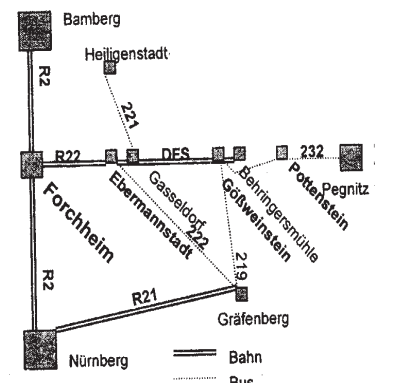 Bamberg
Heiligenstadt
R2
221
R22
DFS
232
Ebermannstadt
Gasseldorf
Gößweinstein
Behringersmühle
Pottenstein
Pegnitz
Forchheim
222
219
R2
R21
Gräfenberg
Nürnberg
Bahn
Bus